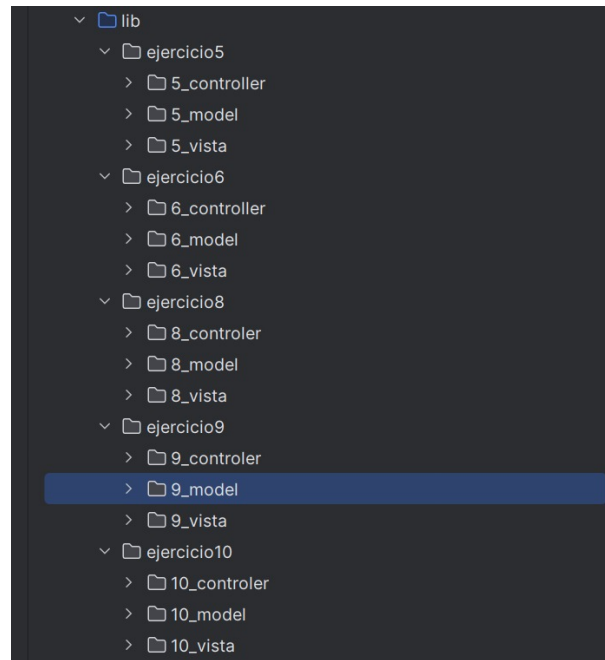 lib
ejercicio5
5_controller
5_model
5_vista
ejercicio6
6_controller
6_model
6_vista
ejercicio8
8_controler
8_model
8_vista
ejercicio9
9_controler
9_model
9_vista
ejercicio10
10_controler
10_model
10_vista